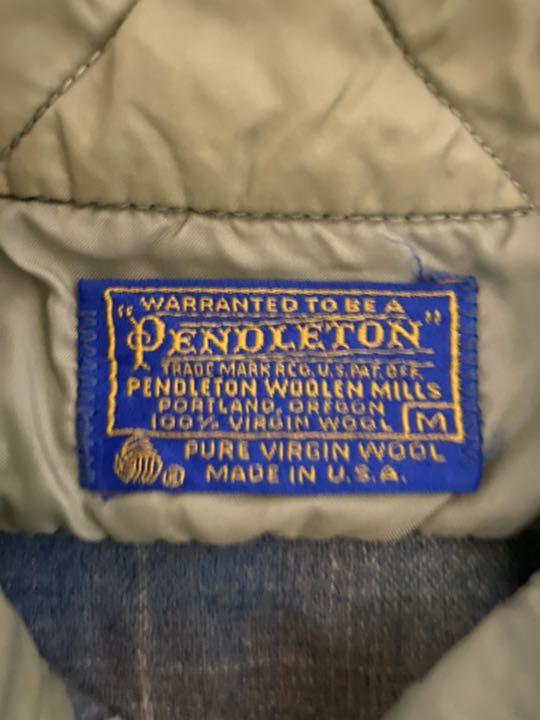 WARRANTED TO BE A
"PENDLETON"
TRADE MARK REG. U.S. PAT. OFF.
PENDLETON WOOLEN MILLS
PORTLAND, OREGON
100% VIRGIN WOOL M
PURE VIRGIN WOOL
MADE IN U.S.A.